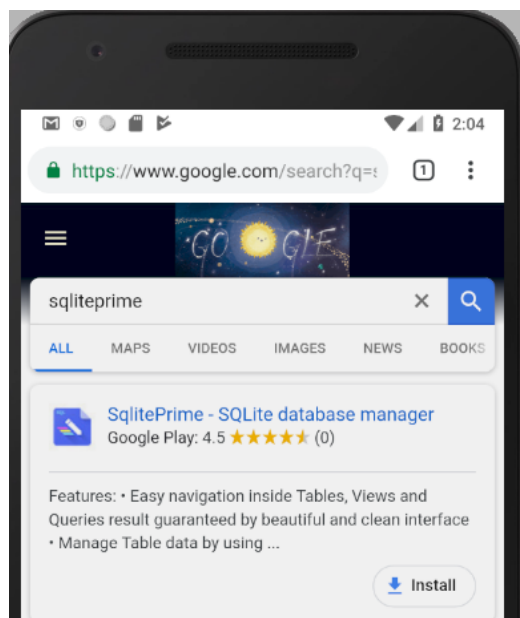 2:04
https://www.google.com/search?q=s
1
GOOGLE
sqliteprime
ALL MAPS VIDEOS IMAGES NEWS BOOKS
SqlitePrime - SQLite database manager
Google Play: 4.5 ★★★★★ (0)
Features: • Easy navigation inside Tables, Views and
Queries result guaranteed by beautiful and clean interface
• Manage Table data by using ...
Install